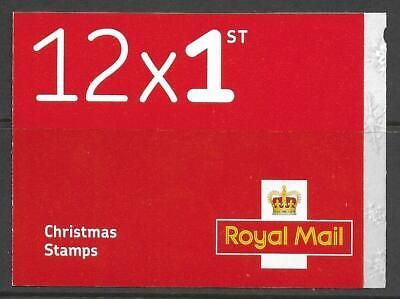 12x1ST
Christmas
Stamps
Royal Mail